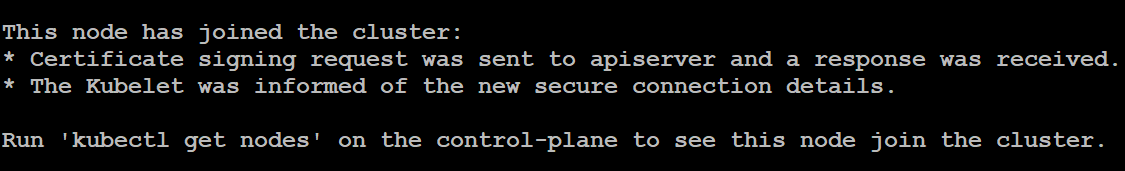 This node has joined the cluster:
* Certificate signing request was sent to apiserver and a response was received.
* The Kubelet was informed of the new secure connection details.
Run 'kubectl get nodes' on the control-plane to see this node join the cluster.